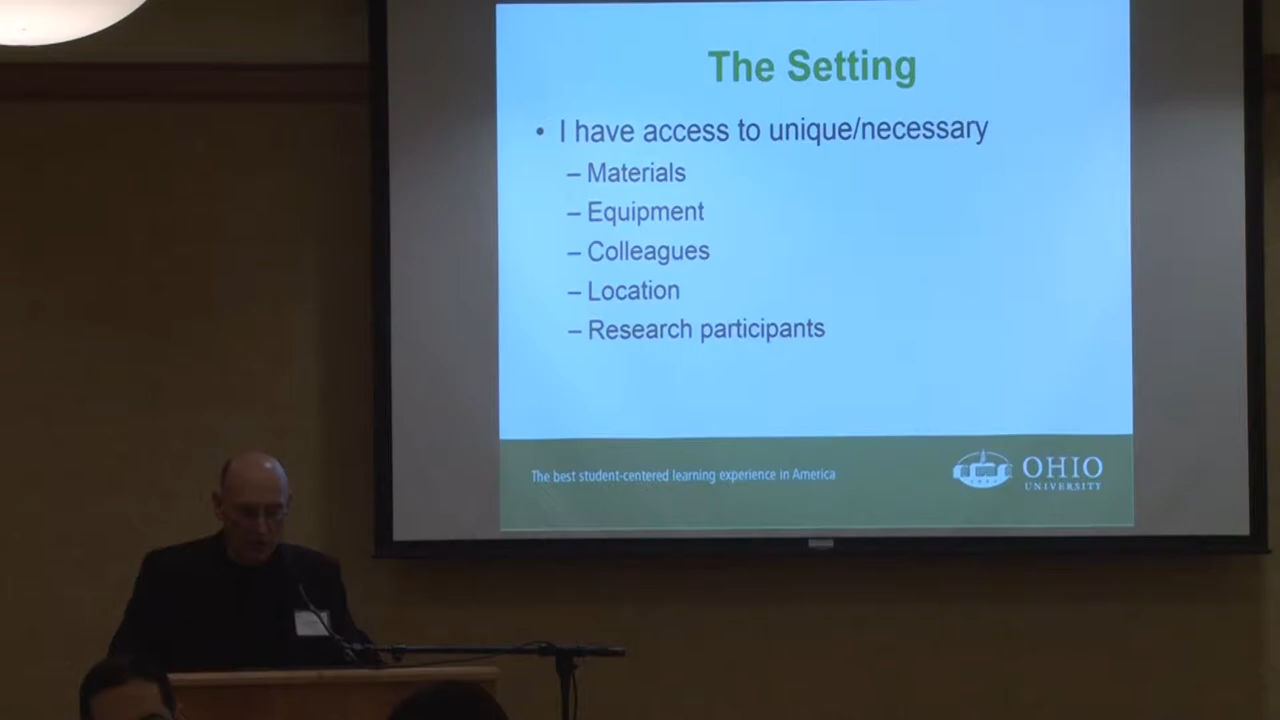 The Setting
• I have access to unique/necessary
– Materials
– Equipment
– Colleagues
– Location
– Research participants
The best student-centered learning experience in America
OHIO
UNIVERSITY